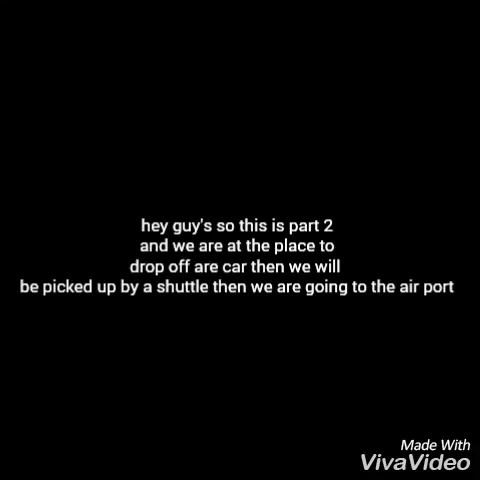 hey guy's so this is part 2
and we are at the place to
drop off are car then we will
be picked up by a shuttle then we are going to the air port
Made With
VivaVideo